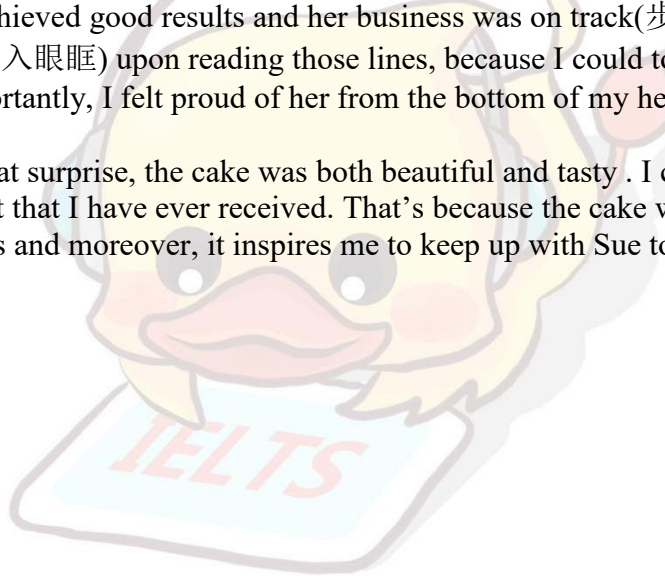 hieved good results and her business was on track(步
入眼眶) upon reading those lines, because I could to
ortantly, I felt proud of her from the bottom of my he
at surprise, the cake was both beautiful and tasty . I c
t that I have ever received. That’s because the cake w
s and moreover, it inspires me to keep up with Sue to
IELTS